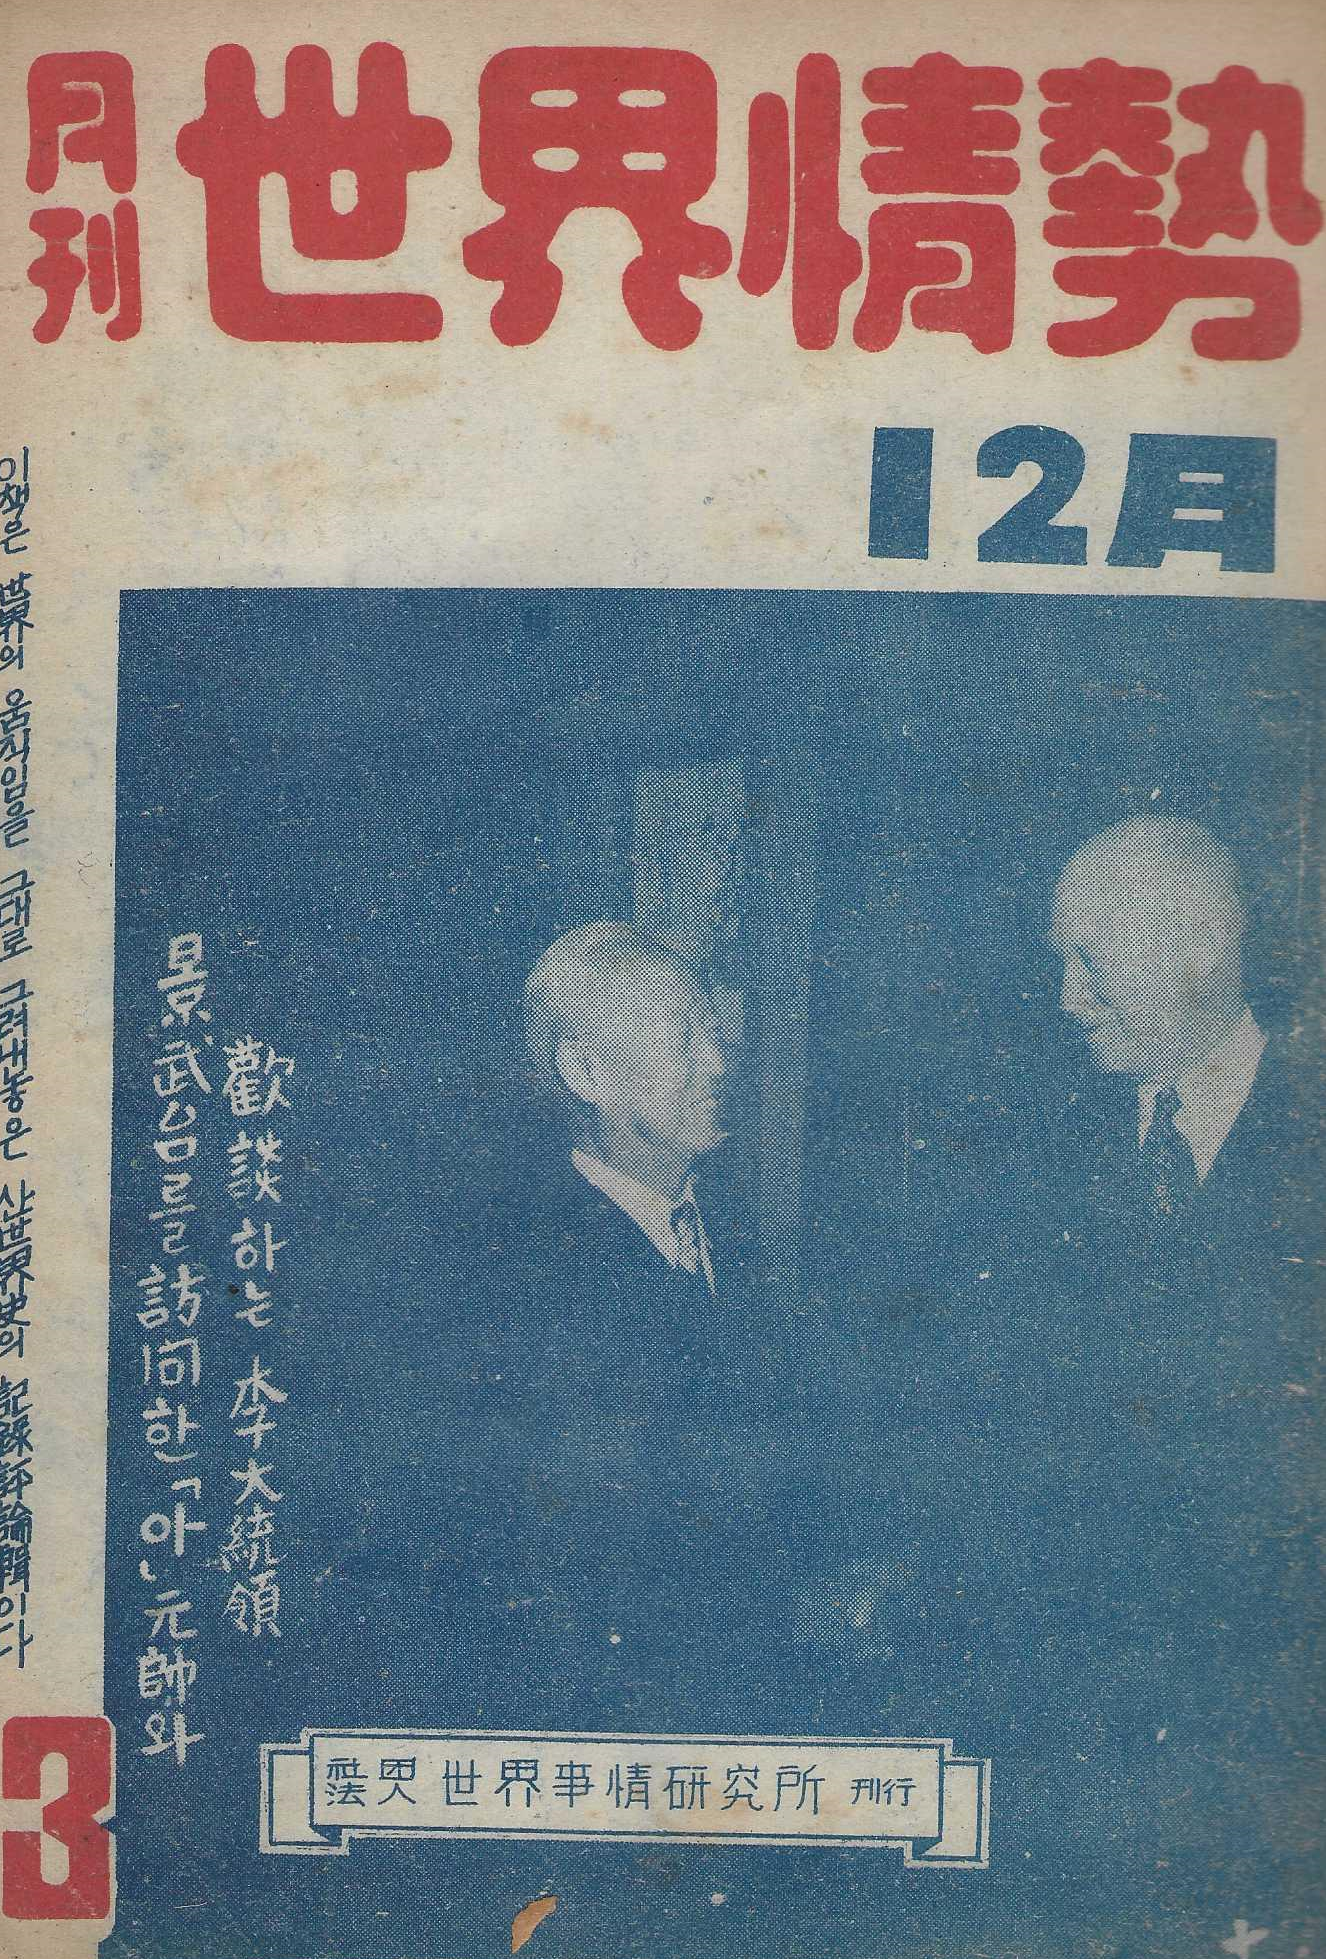 月刊 世界情勢
12月
이책은 世界의 움직임을 그대로 그려내놓은 산世界史의 記錄評論輯이다
景武台를 訪問한 「아」 元帥와
歡談하는 李大統領
社法 世界事情研究所 刊行
3